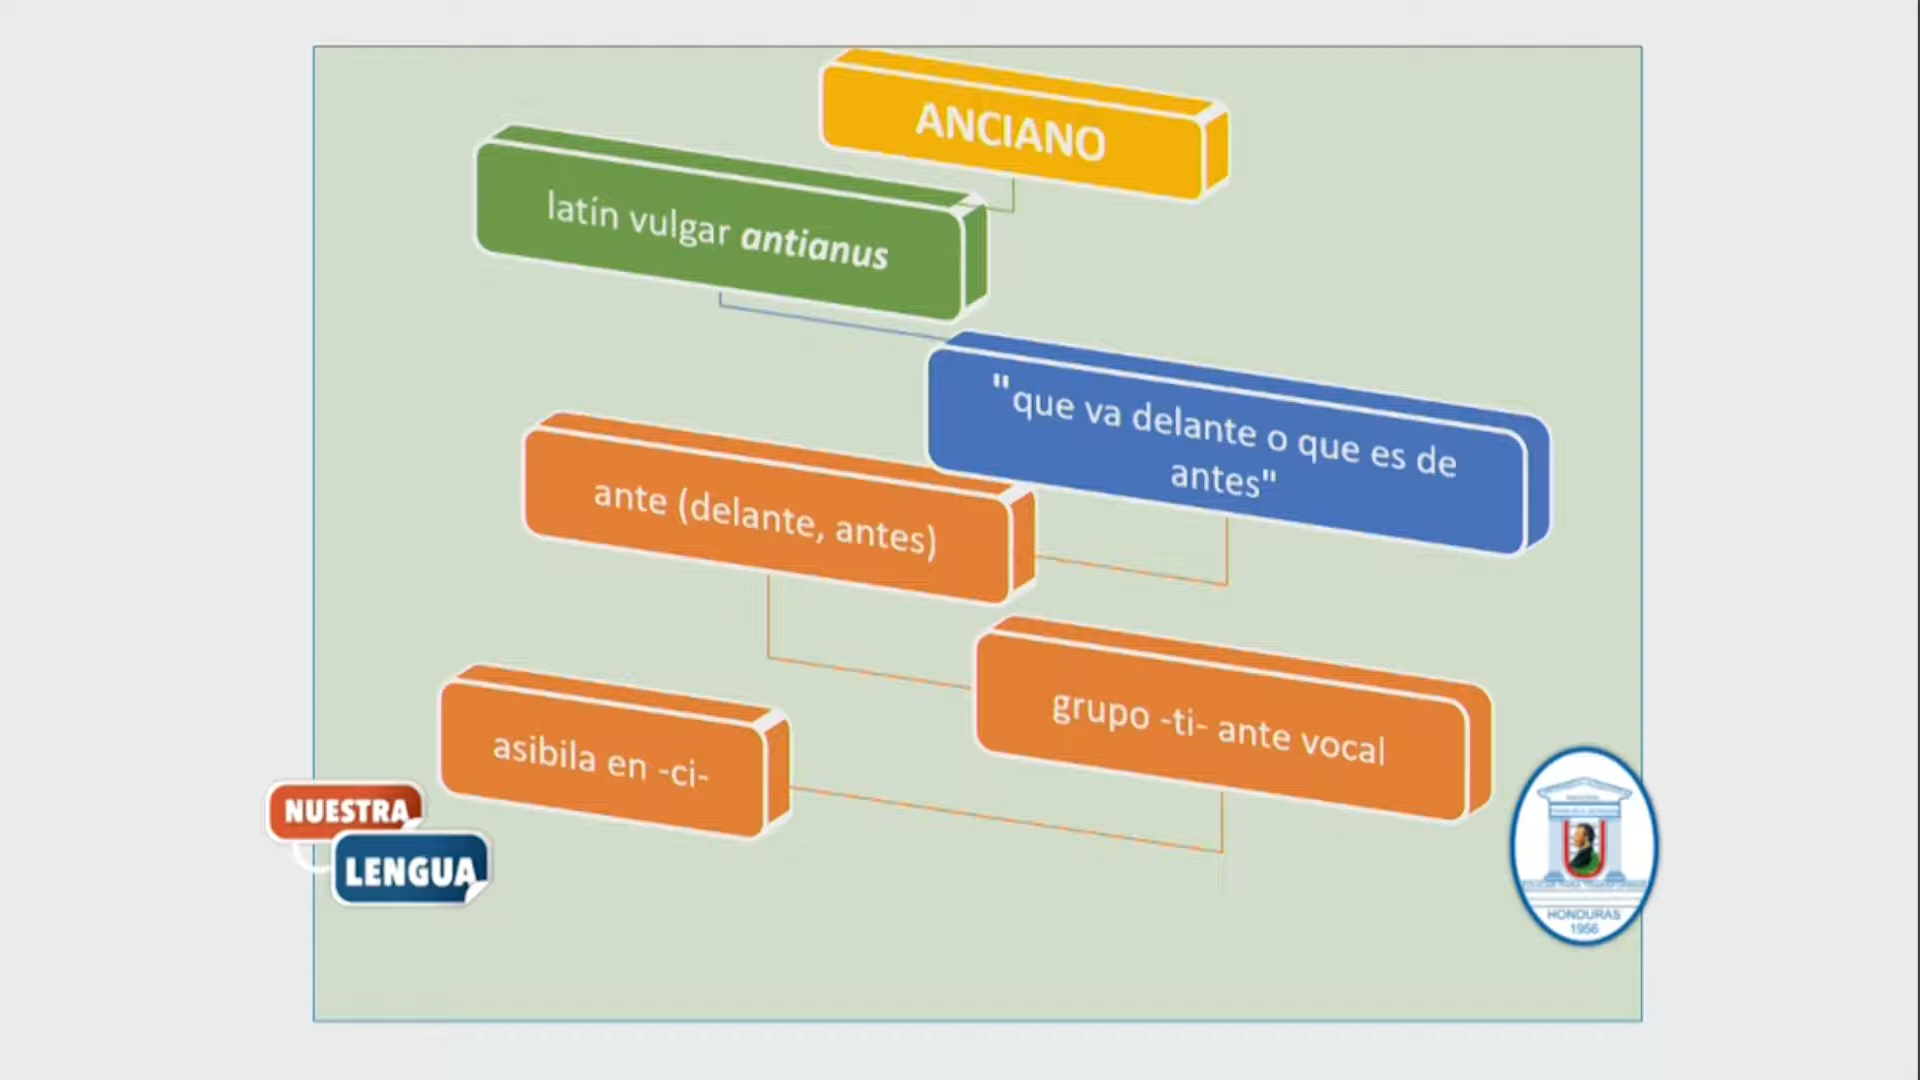 ANCIANO
latín vulgar antianus
"que va delante o que es de
antes"
ante (delante, antes)
grupo -ti- ante vocal
asibila en -ci-
NUESTRA
LENGUA
HONDURAS
1956